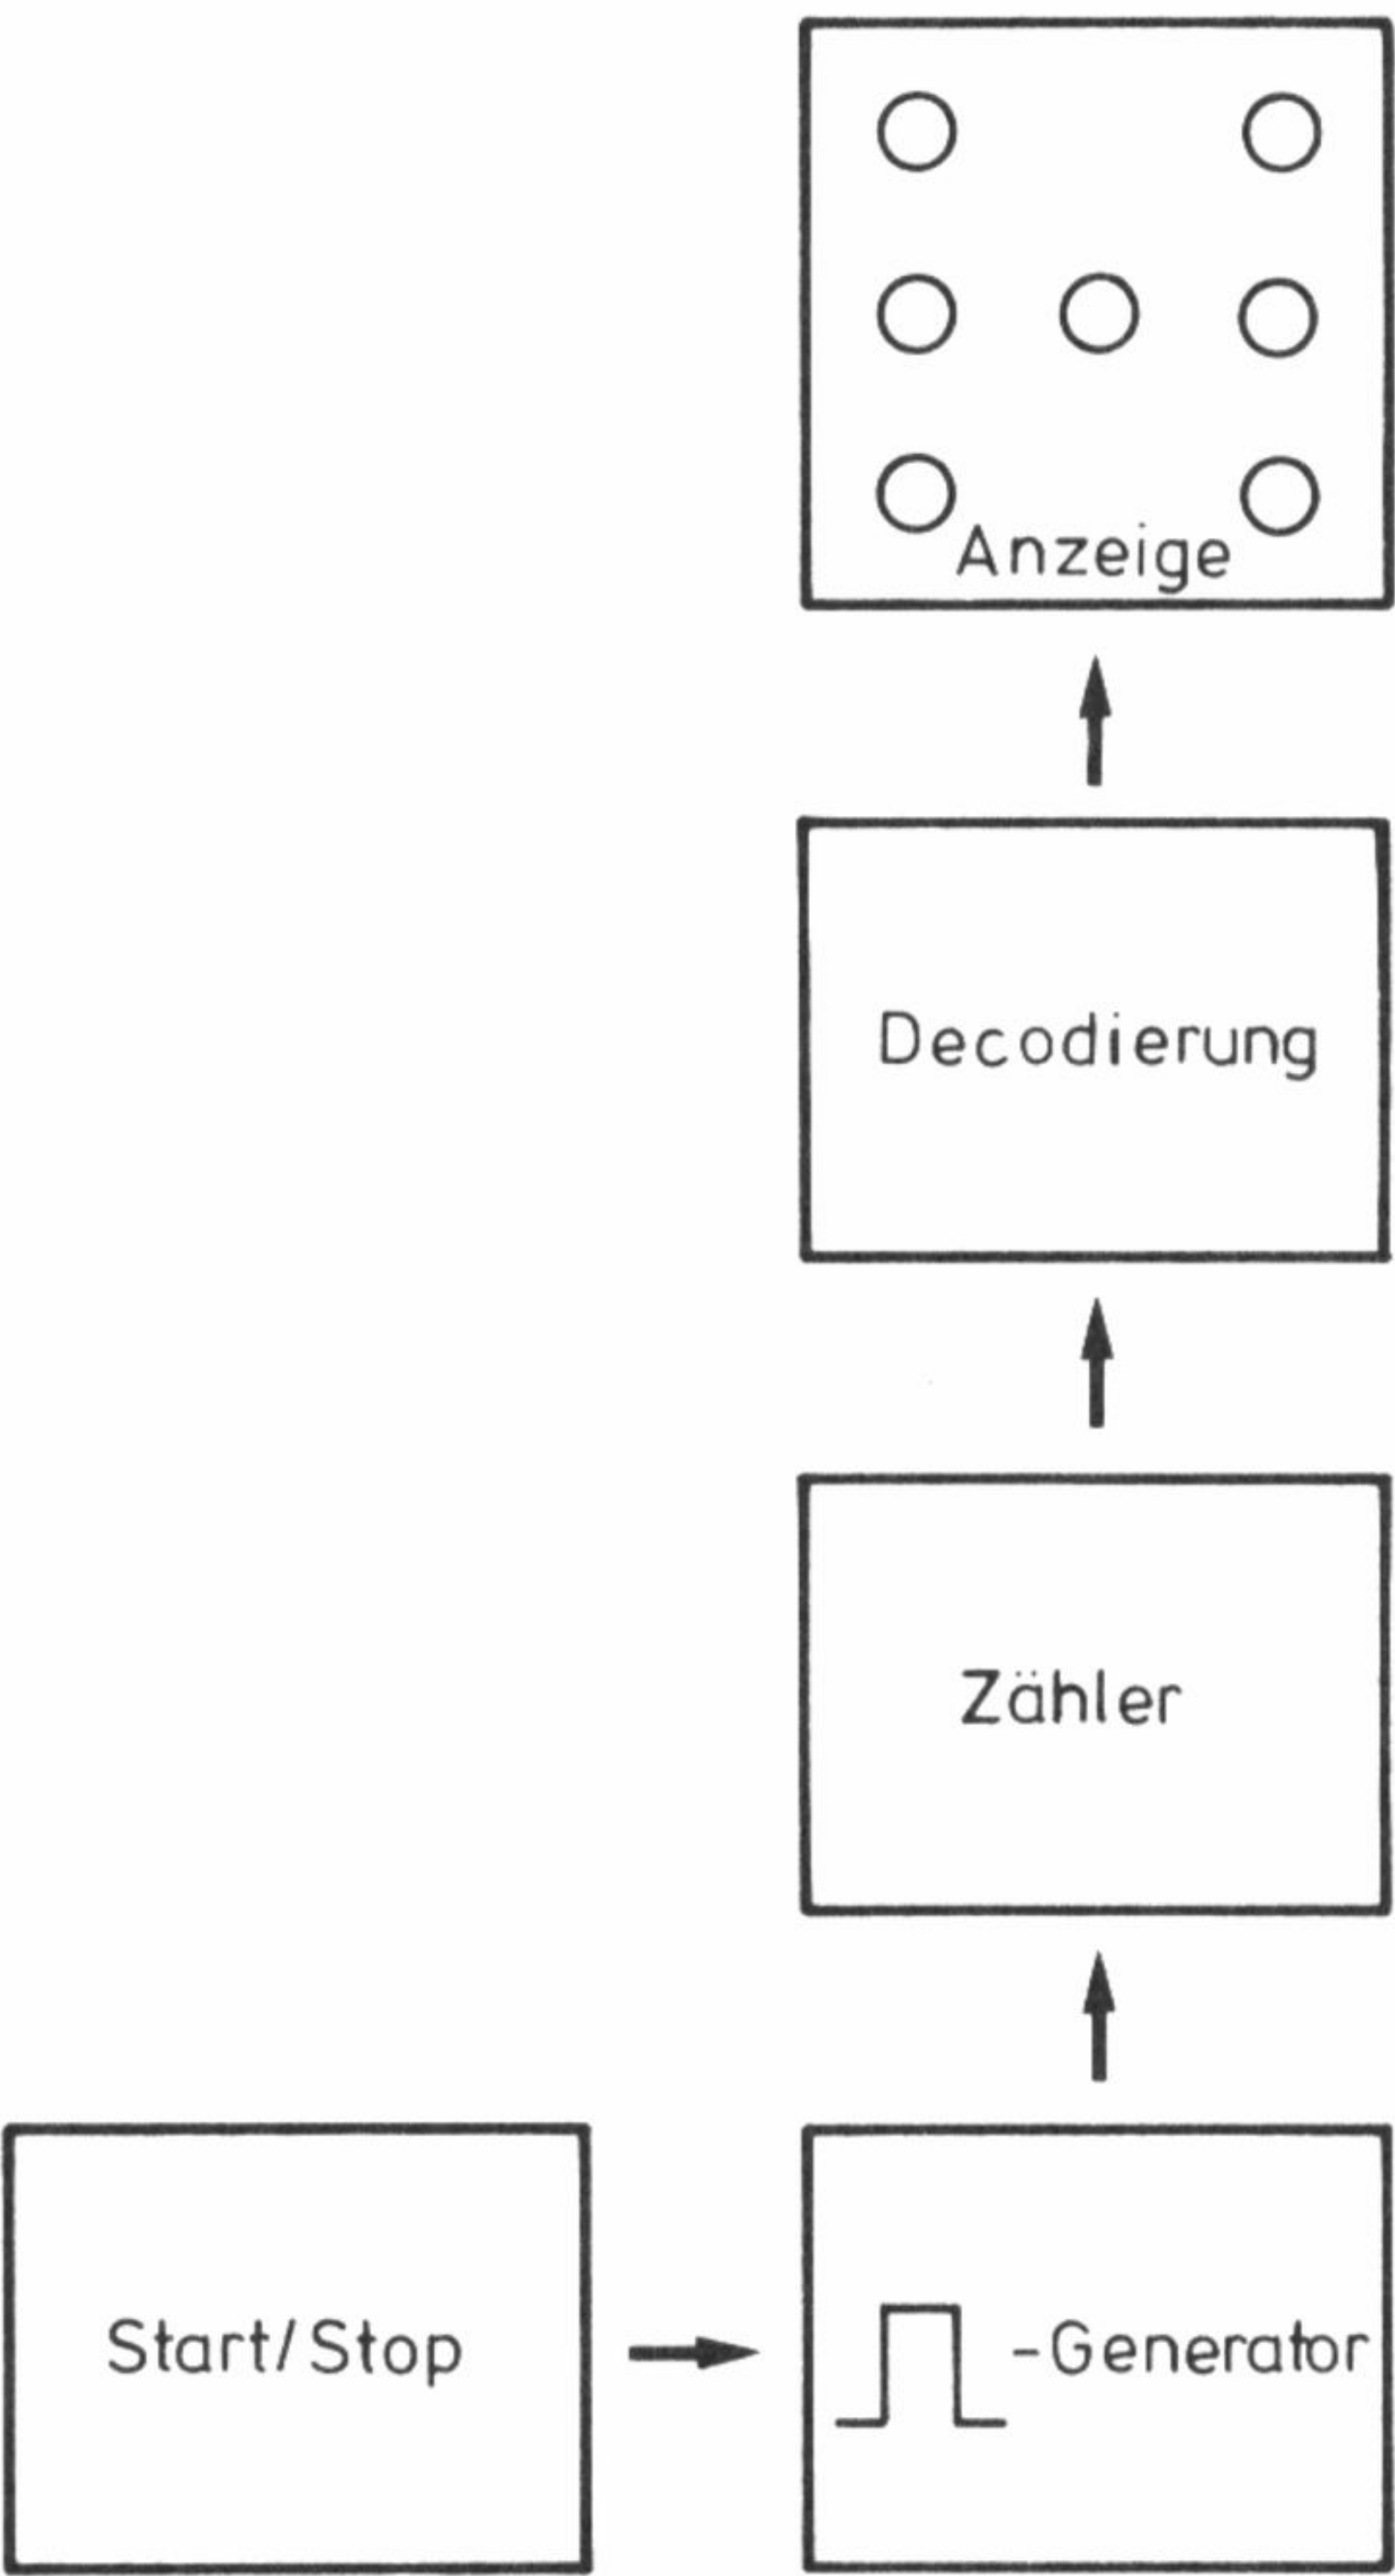 Anzeige
Decodierung
Zähler
Start/Stop
-Generator